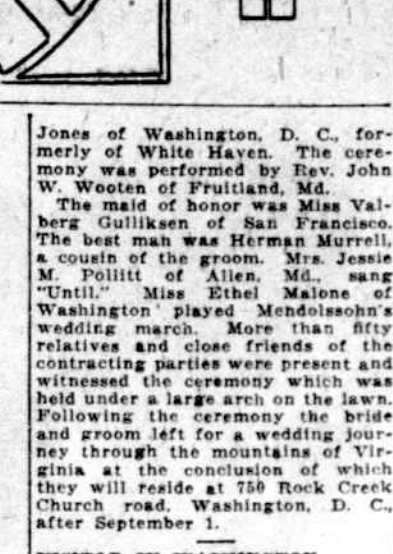 Jones of Washington, D. C., for-
merly of White Haven. The cere-
mony was performed by Rev. John
W. Wooten of Fruitland, Md.
The maid of honor was Miss Val-
berg Gulliksen of San Francisco.
The best man was Herman Murrell,
a cousin of the groom. Mrs. Jessie
M. Pollitt of Allen, Md., sang
"Until." Miss Ethel Malone of
Washington played Mendolssohn's
wedding march. More than fifty
relatives and close friends of the
contracting parties were present and
witnessed the ceremony which was
held under a large arch on the lawn.
Following the ceremony the bride
and groom left for a wedding jour-
ney through the mountains of Vir-
ginia at the conclusion of which
they will reside at 750 Rock Creek
Church road, Washington, D. C.,
after September 1.